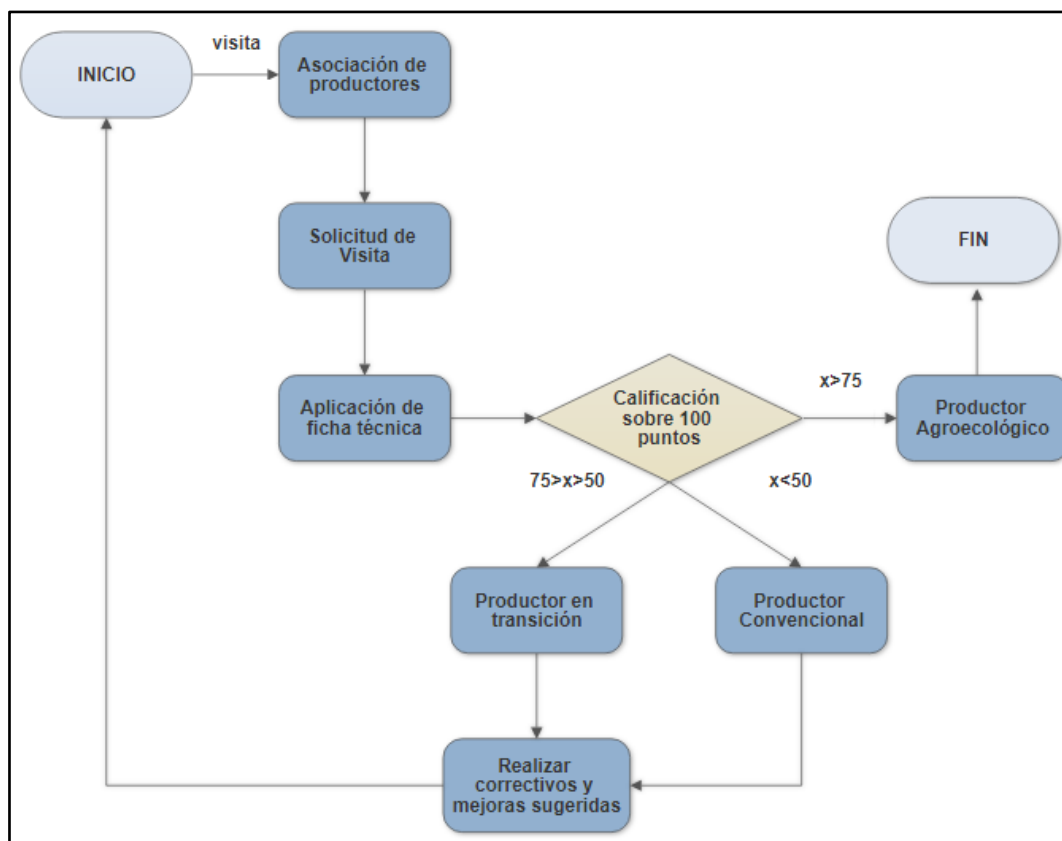 INICIO
visita
Asociación de
productores
Solicitud de
Visita
Aplicación de
ficha técnica
Calificación
sobre 100
puntos
x>75
Productor
Agroecológico
FIN
75>x>50
x<50
Productor en
transición
Productor
Convencional
Realizar
correctivos y
mejoras sugeridas